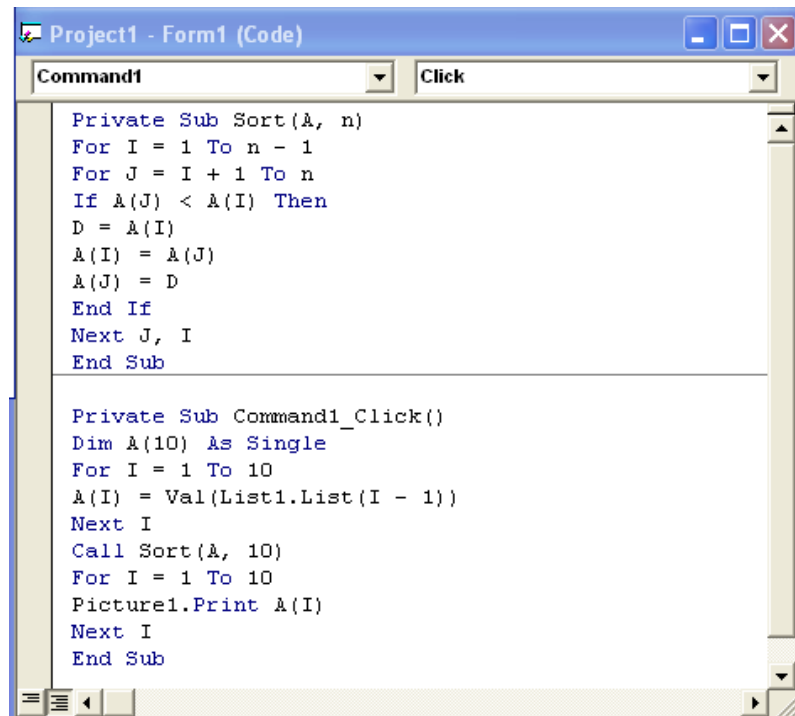 Project1 - Form1 (Code)
Command1 Click
Private Sub Sort(A, n)
For I = 1 To n - 1
For J = I + 1 To n
If A(J) < A(I) Then
D = A(I)
A(I) = A(J)
A(J) = D
End If
Next J, I
End Sub
Private Sub Command1_Click()
Dim A(10) As Single
For I = 1 To 10
A(I) = Val(List1.List(I - 1))
Next I
Call Sort(A, 10)
For I = 1 To 10
Picture1.Print A(I)
Next I
End Sub